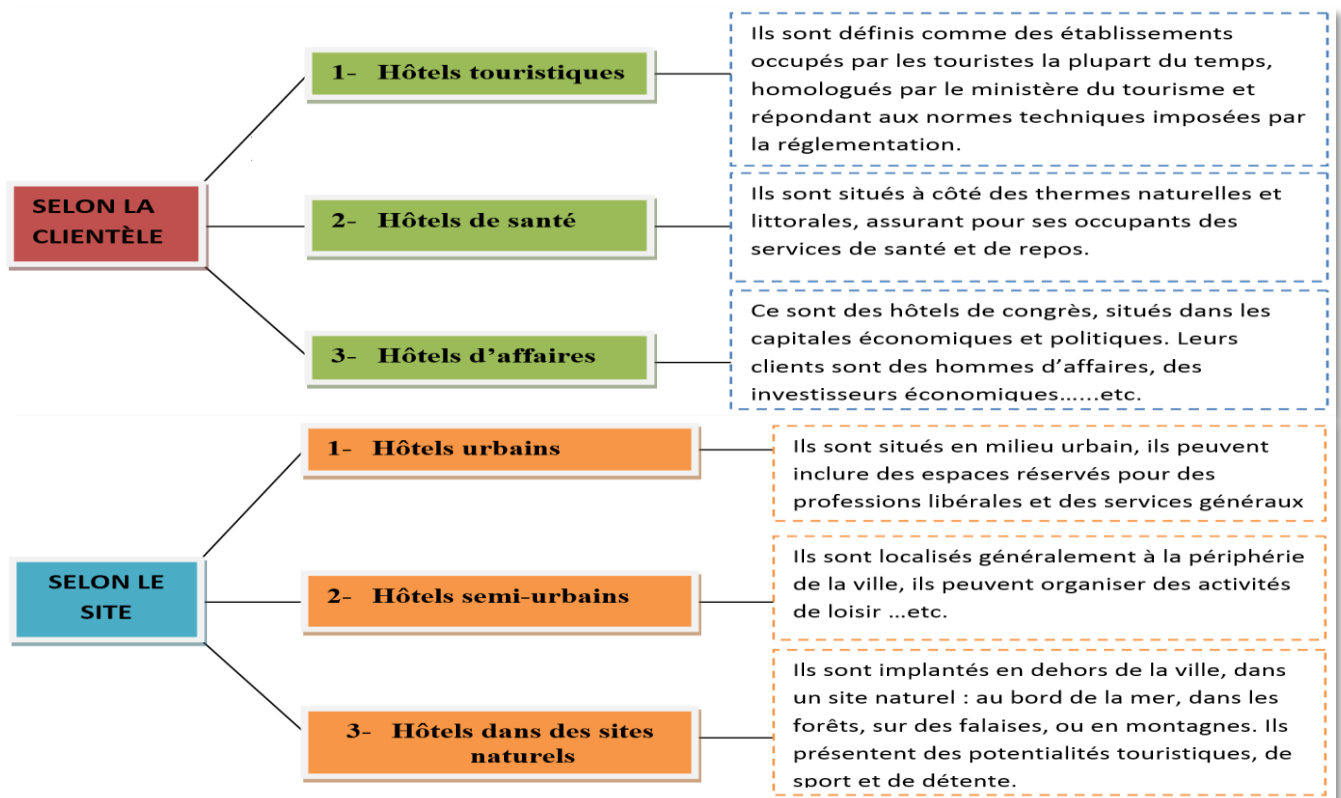 SELON LA
CLIENTÈLE
1- Hôtels touristiques
Ils sont définis comme des établissements
occupés par les touristes la plupart du temps,
homologués par le ministère du tourisme et
répondant aux normes techniques imposées par
la réglementation.
2- Hôtels de santé
Ils sont situés à côté des thermes naturelles et
littorales, assurant pour ses occupants des
services de santé et de repos.
3- Hôtels d’affaires
Ce sont des hôtels de congrès, situés dans les
capitales économiques et politiques. Leurs
clients sont des hommes d’affaires, des
investisseurs économiques......etc.
SELON LE
SITE
1- Hôtels urbains
Ils sont situés en milieu urbain, ils peuvent
inclure des espaces réservés pour des
professions libérales et des services généraux
2- Hôtels semi-urbains
Ils sont localisés généralement à la périphérie
de la ville, ils peuvent organiser des activités
de loisir ...etc.
3- Hôtels dans des sites
naturels
Ils sont implantés en dehors de la ville, dans
un site naturel : au bord de la mer, dans les
forêts, sur des falaises, ou en montagnes. Ils
présentent des potentialités touristiques, de
sport et de détente.